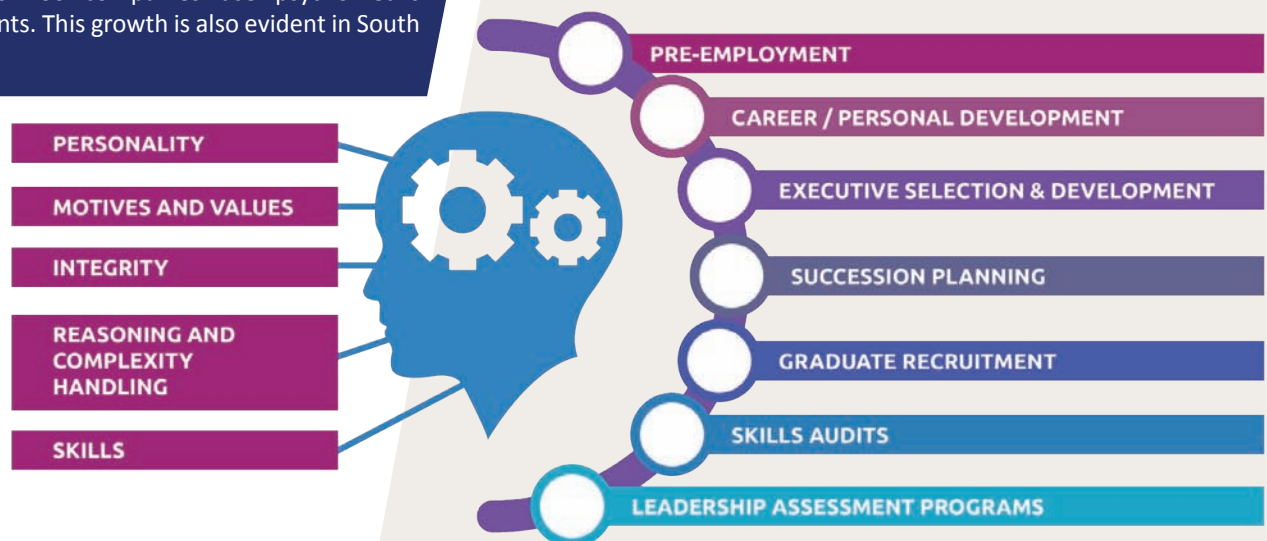 nts. This growth is also evident in South
PERSONALITY
MOTIVES AND VALUES
INTEGRITY
REASONING AND
COMPLEXITY
HANDLING
SKILLS
PRE-EMPLOYMENT
CAREER / PERSONAL DEVELOPMENT
EXECUTIVE SELECTION & DEVELOPMENT
SUCCESSION PLANNING
GRADUATE RECRUITMENT
SKILLS AUDITS
LEADERSHIP ASSESSMENT PROGRAMS